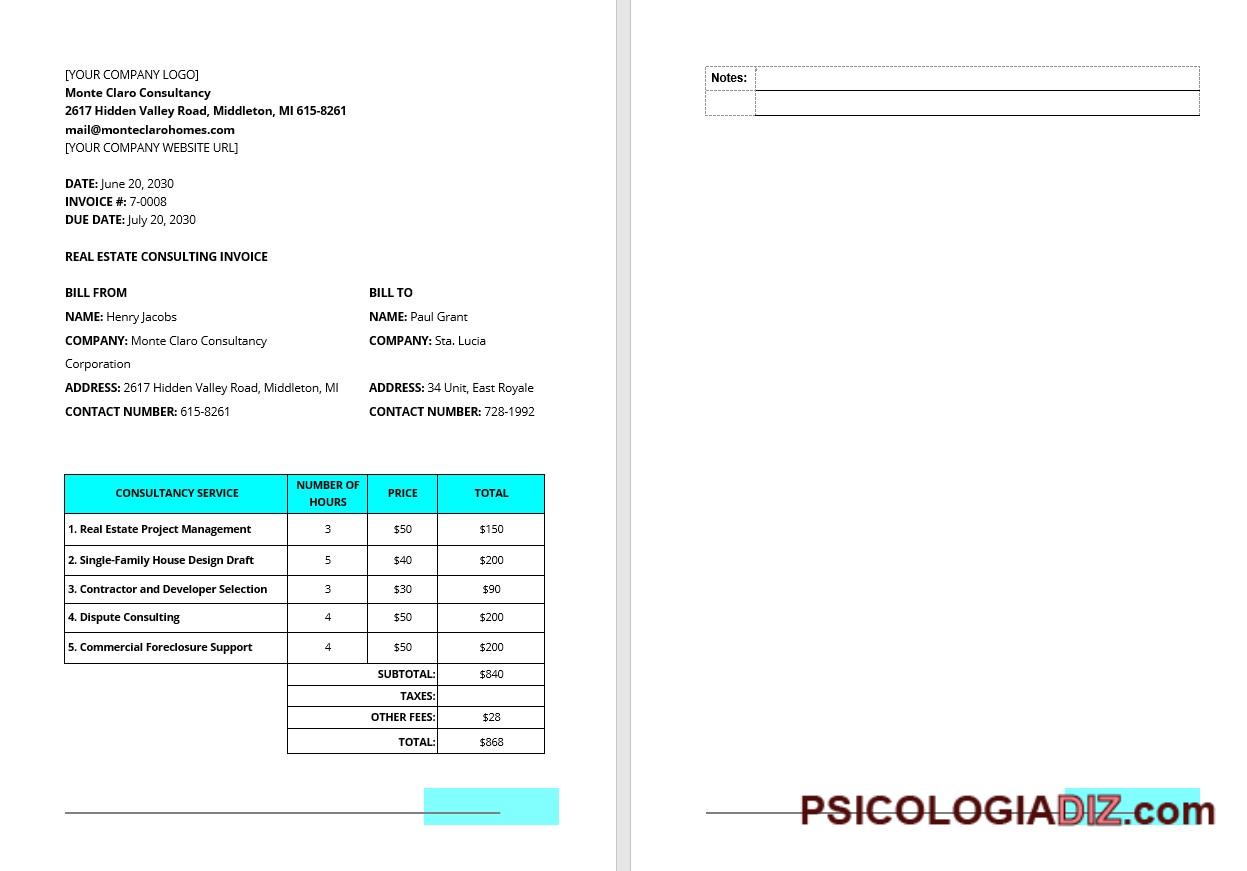 [YOUR COMPANY LOGO]
Monte Claro Consultancy
2617 Hidden Valley Road, Middleton, MI 615-8261
mail@monteclarohomes.com
[YOUR COMPANY WEBSITE URL]
DATE: June 20, 2030
INVOICE #: 7-0008
DUE DATE: July 20, 2030
REAL ESTATE CONSULTING INVOICE
BILL FROM BILL TO
NAME: Henry Jacobs NAME: Paul Grant
COMPANY: Monte Claro Consultancy COMPANY: Sta. Lucia
Corporation
ADDRESS: 2617 Hidden Valley Road, Middleton, MI ADDRESS: 34 Unit, East Royale
CONTACT NUMBER: 615-8261 CONTACT NUMBER: 728-1992
CONSULTANCY SERVICE NUMBER OF HOURS PRICE TOTAL
1. Real Estate Project Management 3 $50 $150
2. Single-Family House Design Draft 5 $40 $200
3. Contractor and Developer Selection 3 $30 $90
4. Dispute Consulting 4 $50 $200
5. Commercial Foreclosure Support 4 $50 $200
SUBTOTAL: $840
TAXES:
OTHER FEES: $28
TOTAL: $868
Notes:
PSICOLOGIADIZ.com